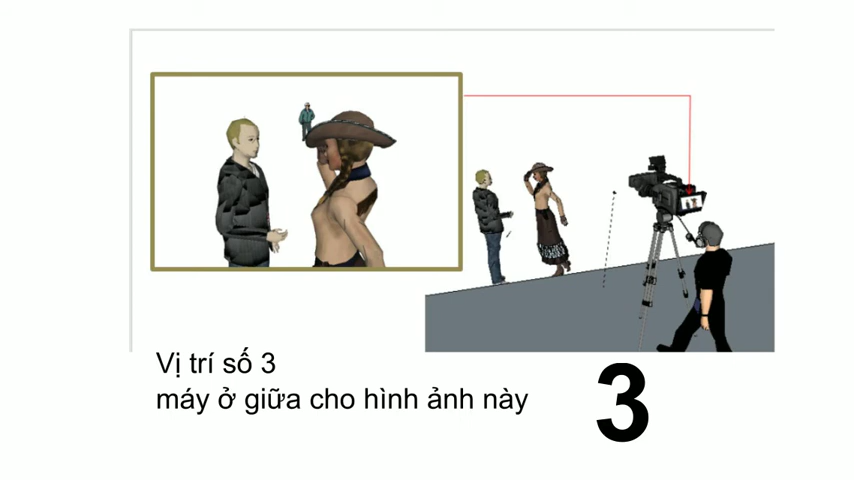 Vị trí số 3
máy ở giữa cho hình ảnh này
3